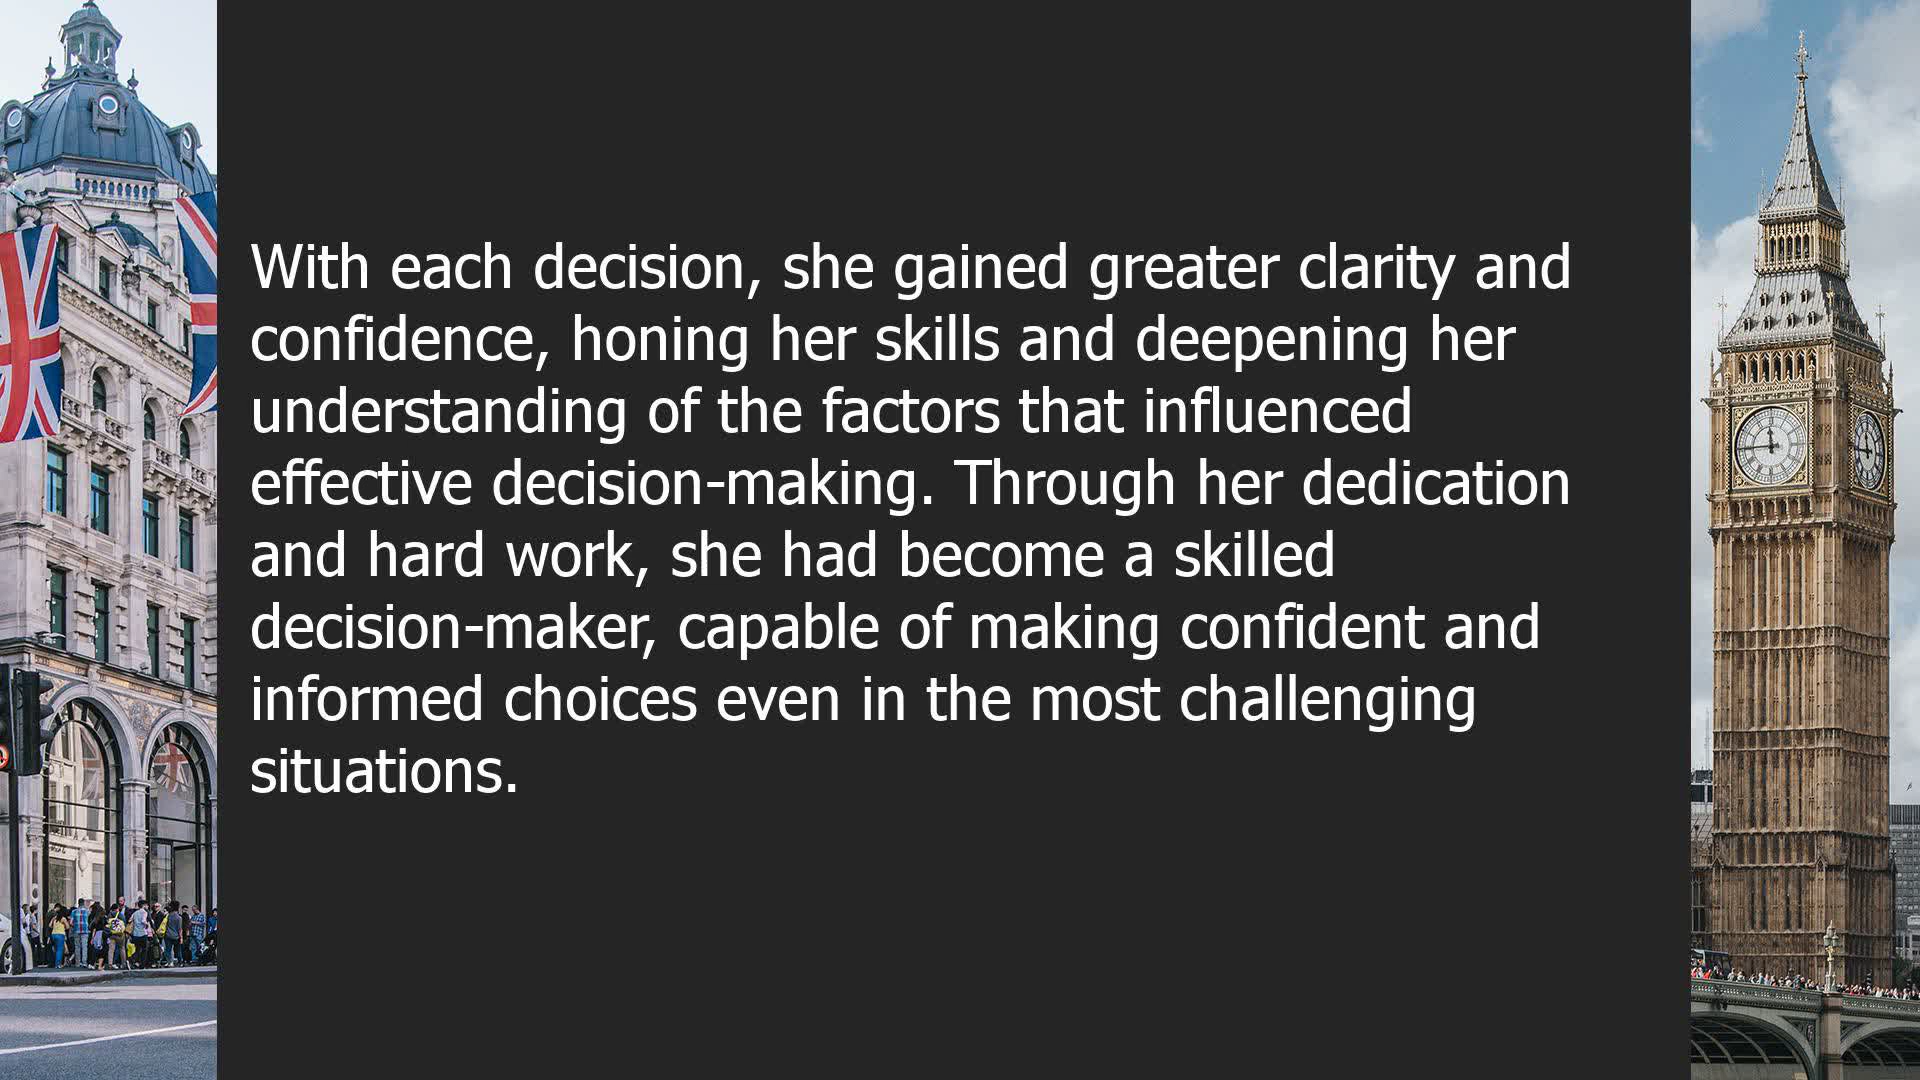 With each decision, she gained greater clarity and
confidence, honing her skills and deepening her
understanding of the factors that influenced
effective decision-making. Through her dedication
and hard work, she had become a skilled
decision-maker, capable of making confident and
informed choices even in the most challenging
situations.